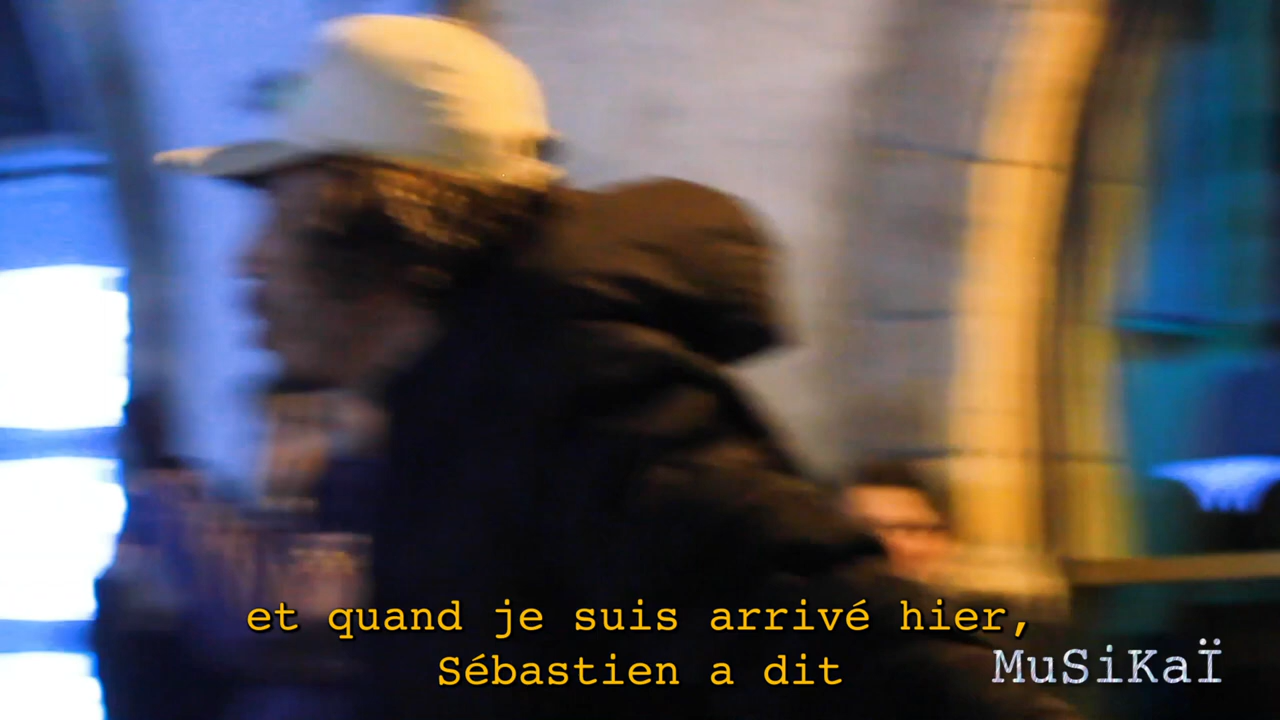 et quand je suis arrivé hier,
Sébastien a dit
MuSiKaÏ